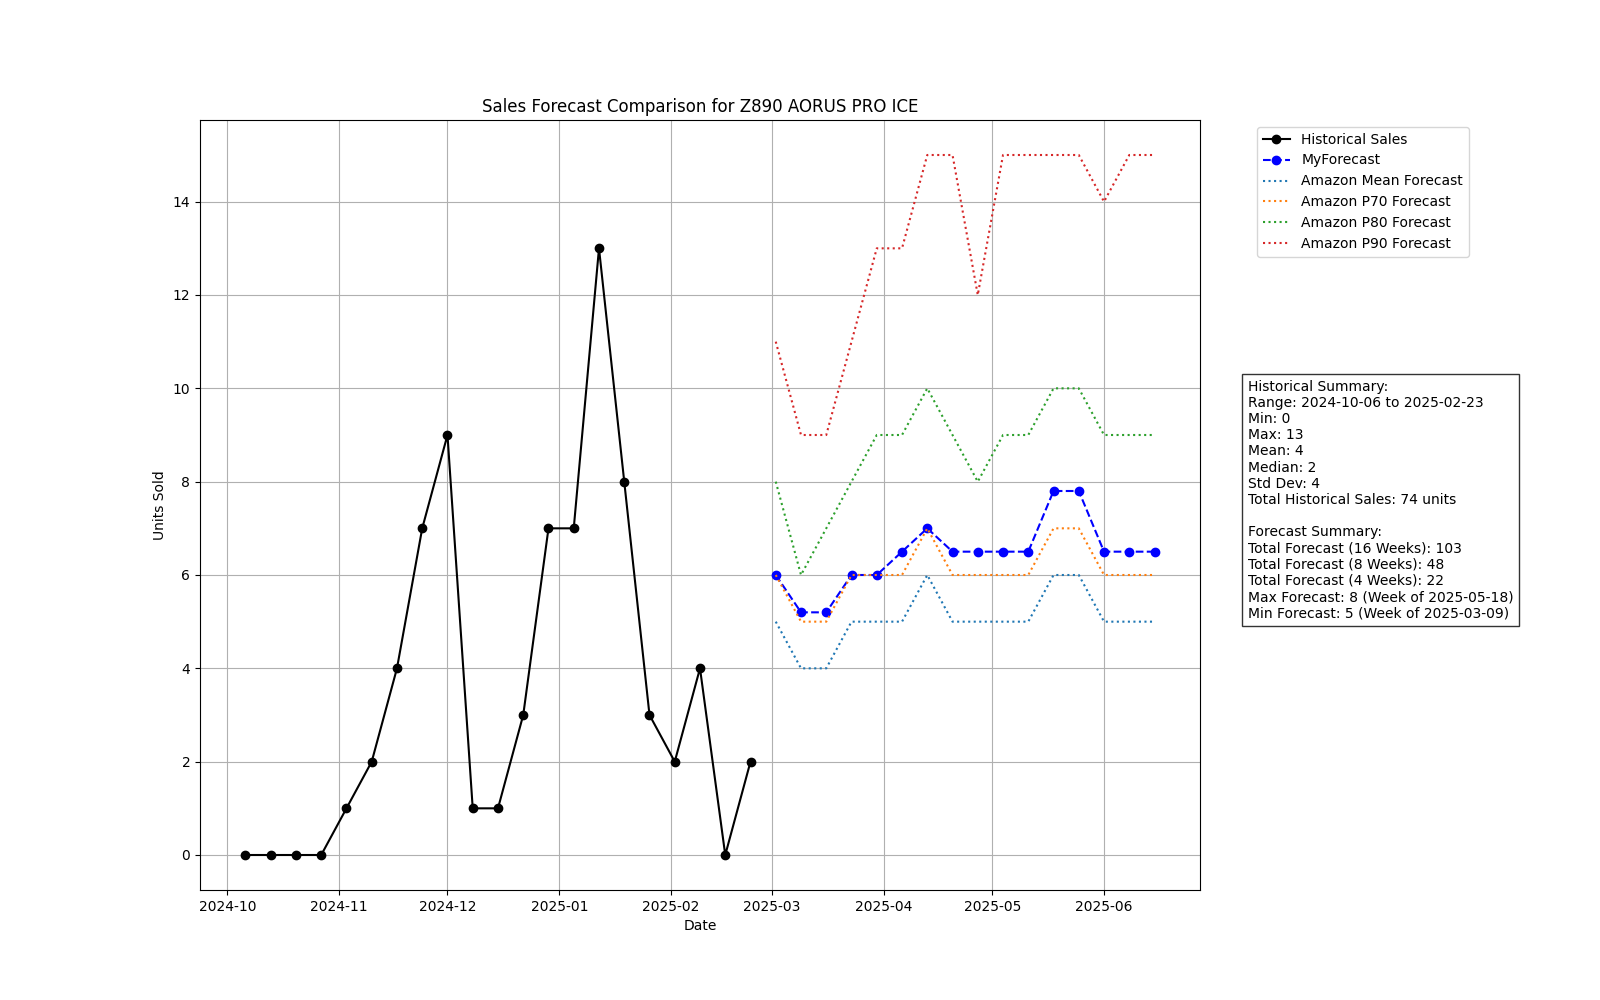 Sales Forecast Comparison for Z890 AORUS PRO ICE
Units Sold
14
12
10
8
6
4
2
0
2024-10
2024-11
2024-12
2025-01
2025-02
2025-03
2025-04
2025-05
2025-06
Date
Historical Sales
MyForecast
Amazon Mean Forecast
Amazon P70 Forecast
Amazon P80 Forecast
Amazon P90 Forecast
Historical Summary:
Range: 2024-10-06 to 2025-02-23
Min: 0
Max: 13
Mean: 4
Median: 2
Std Dev: 4
Total Historical Sales: 74 units
Forecast Summary:
Total Forecast (16 Weeks): 103
Total Forecast (8 Weeks): 48
Total Forecast (4 Weeks): 22
Max Forecast: 8 (Week of 2025-05-18)
Min Forecast: 5 (Week of 2025-03-09)